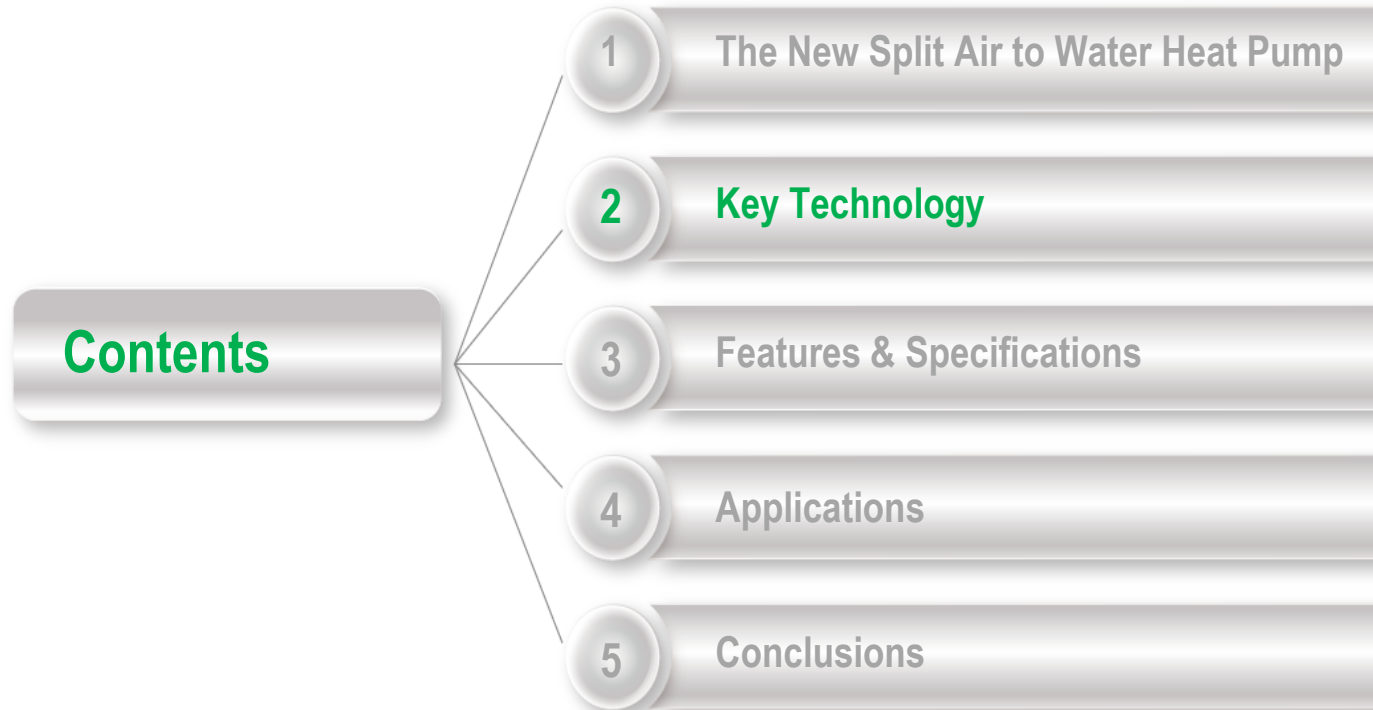 Contents
1 The New Split Air to Water Heat Pump
2 Key Technology
3 Features & Specifications
4 Applications
5 Conclusions